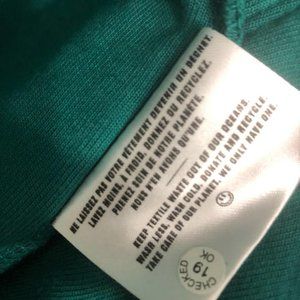 NE LAISSEZ PAS VOTRE VÊTEMENT DEVENIR UN DÉCHET.
LAVEZ MOINS, À FROID, DONNEZ OU RECYCLEZ.
PRENEZ SOIN DE NOTRE PLANÈTE.
NOUS N'EN AVONS QU'UNE.
KEEP TEXTILE WASTE OUT OF OUR OCEANS.
WASH LESS, WASH COLD, DONATE AND RECYCLE.
TAKE CARE OF OUR PLANET. WE ONLY HAVE ONE.
CHECKED
19
OK